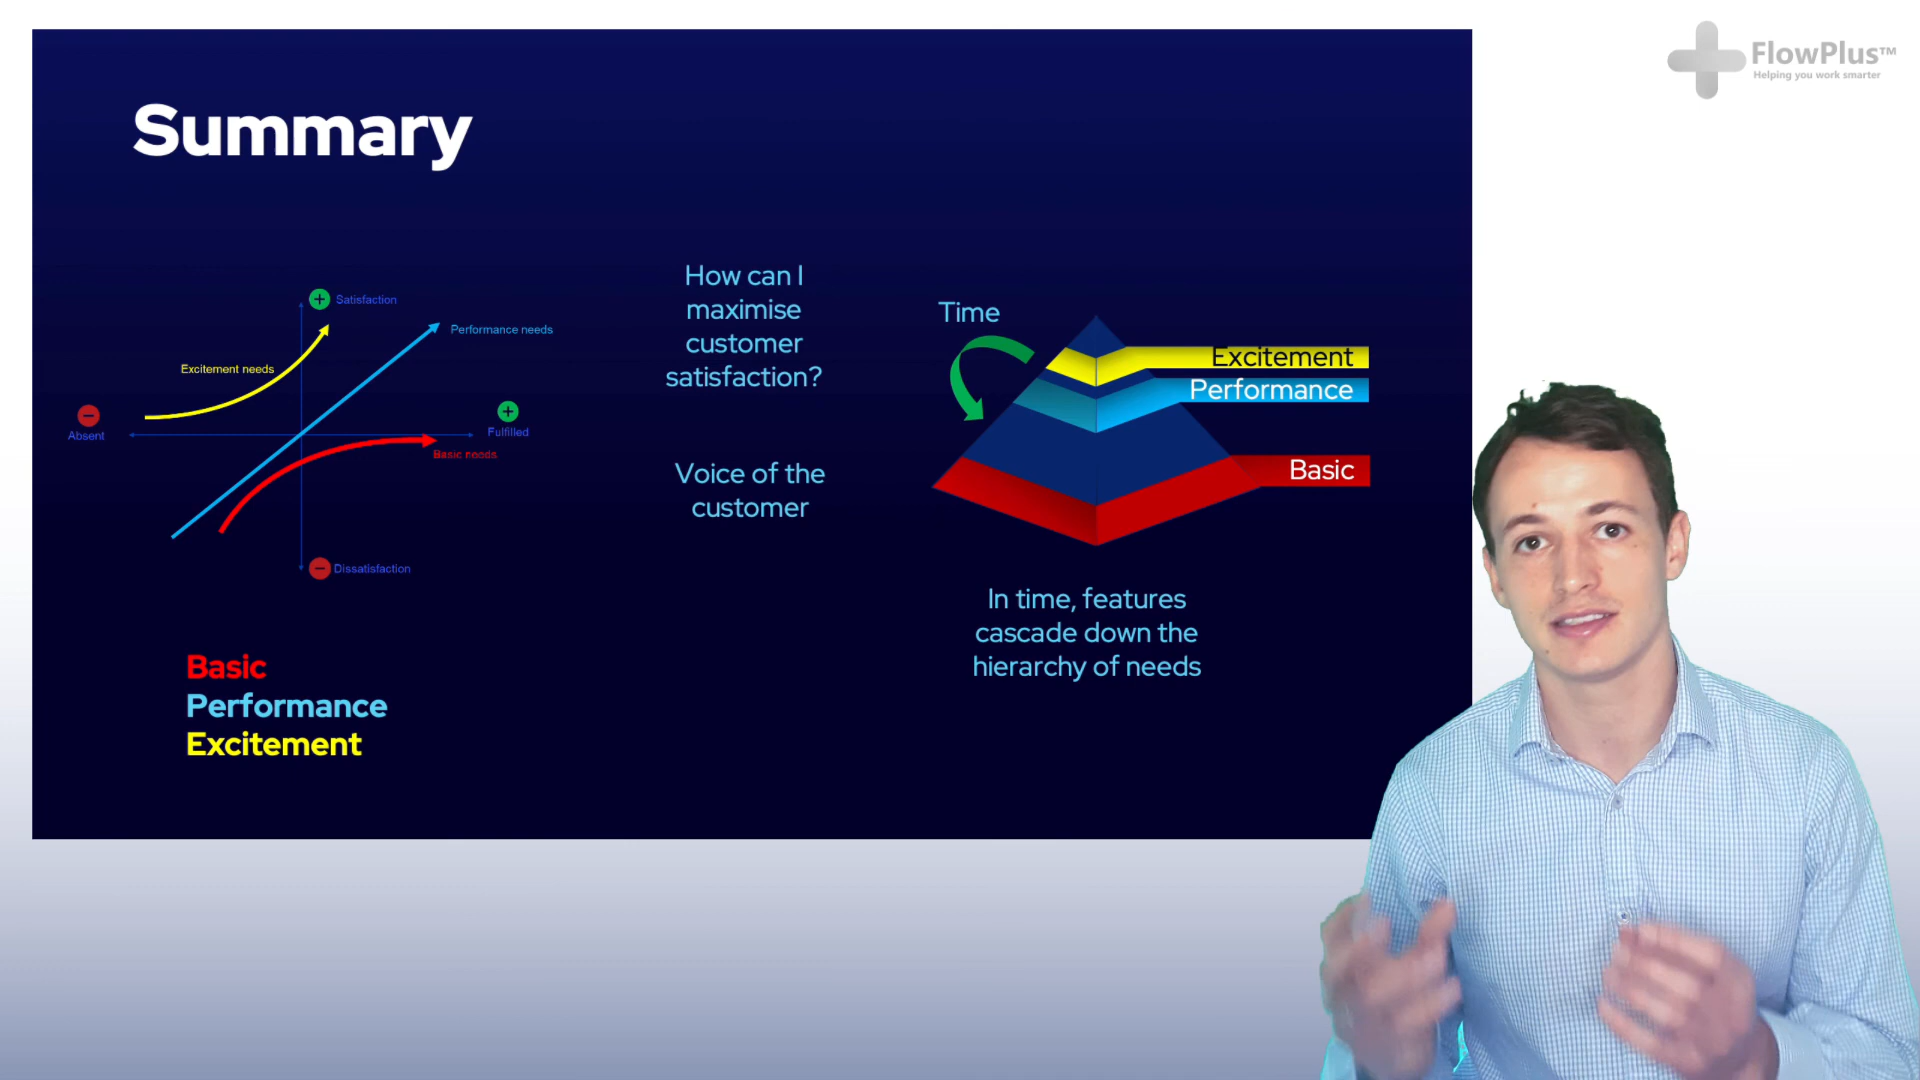 FlowPlus™
Helping you work smarter
Summary
Satisfaction
Performance needs
Excitement needs
Absent
Fulfilled
Basic needs
Dissatisfaction
Basic
Performance
Excitement
How can I
maximise
customer
satisfaction?
Voice of the
customer
Time
Excitement
Performance
Basic
In time, features
cascade down the
hierarchy of needs